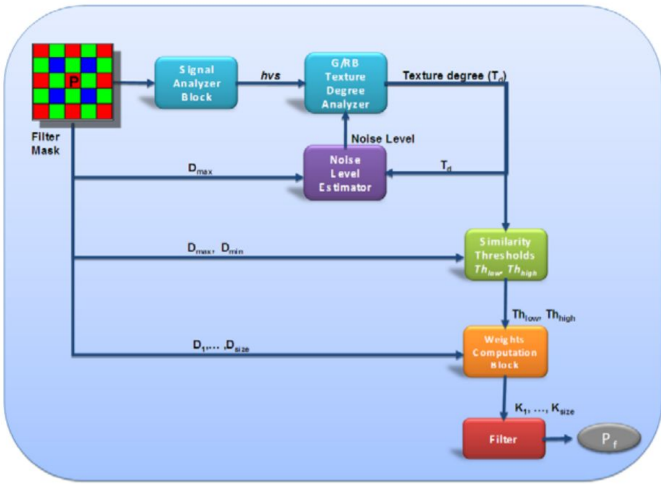 P
Filter
Mask
Signal
Analyzer
Block
hvs
G/RB
Texture
Degree
Analyzer
Texture degree (Td)
Noise Level
Noise
Level
Estimator
Dmax
Td
Dmax, Dmin
Similarity
Thresholds
Thlow, Thhigh
Thlow, Thhigh
D1,... ,Dsize
Weights
Computation
Block
K1, ..., Ksize
Filter
Pf